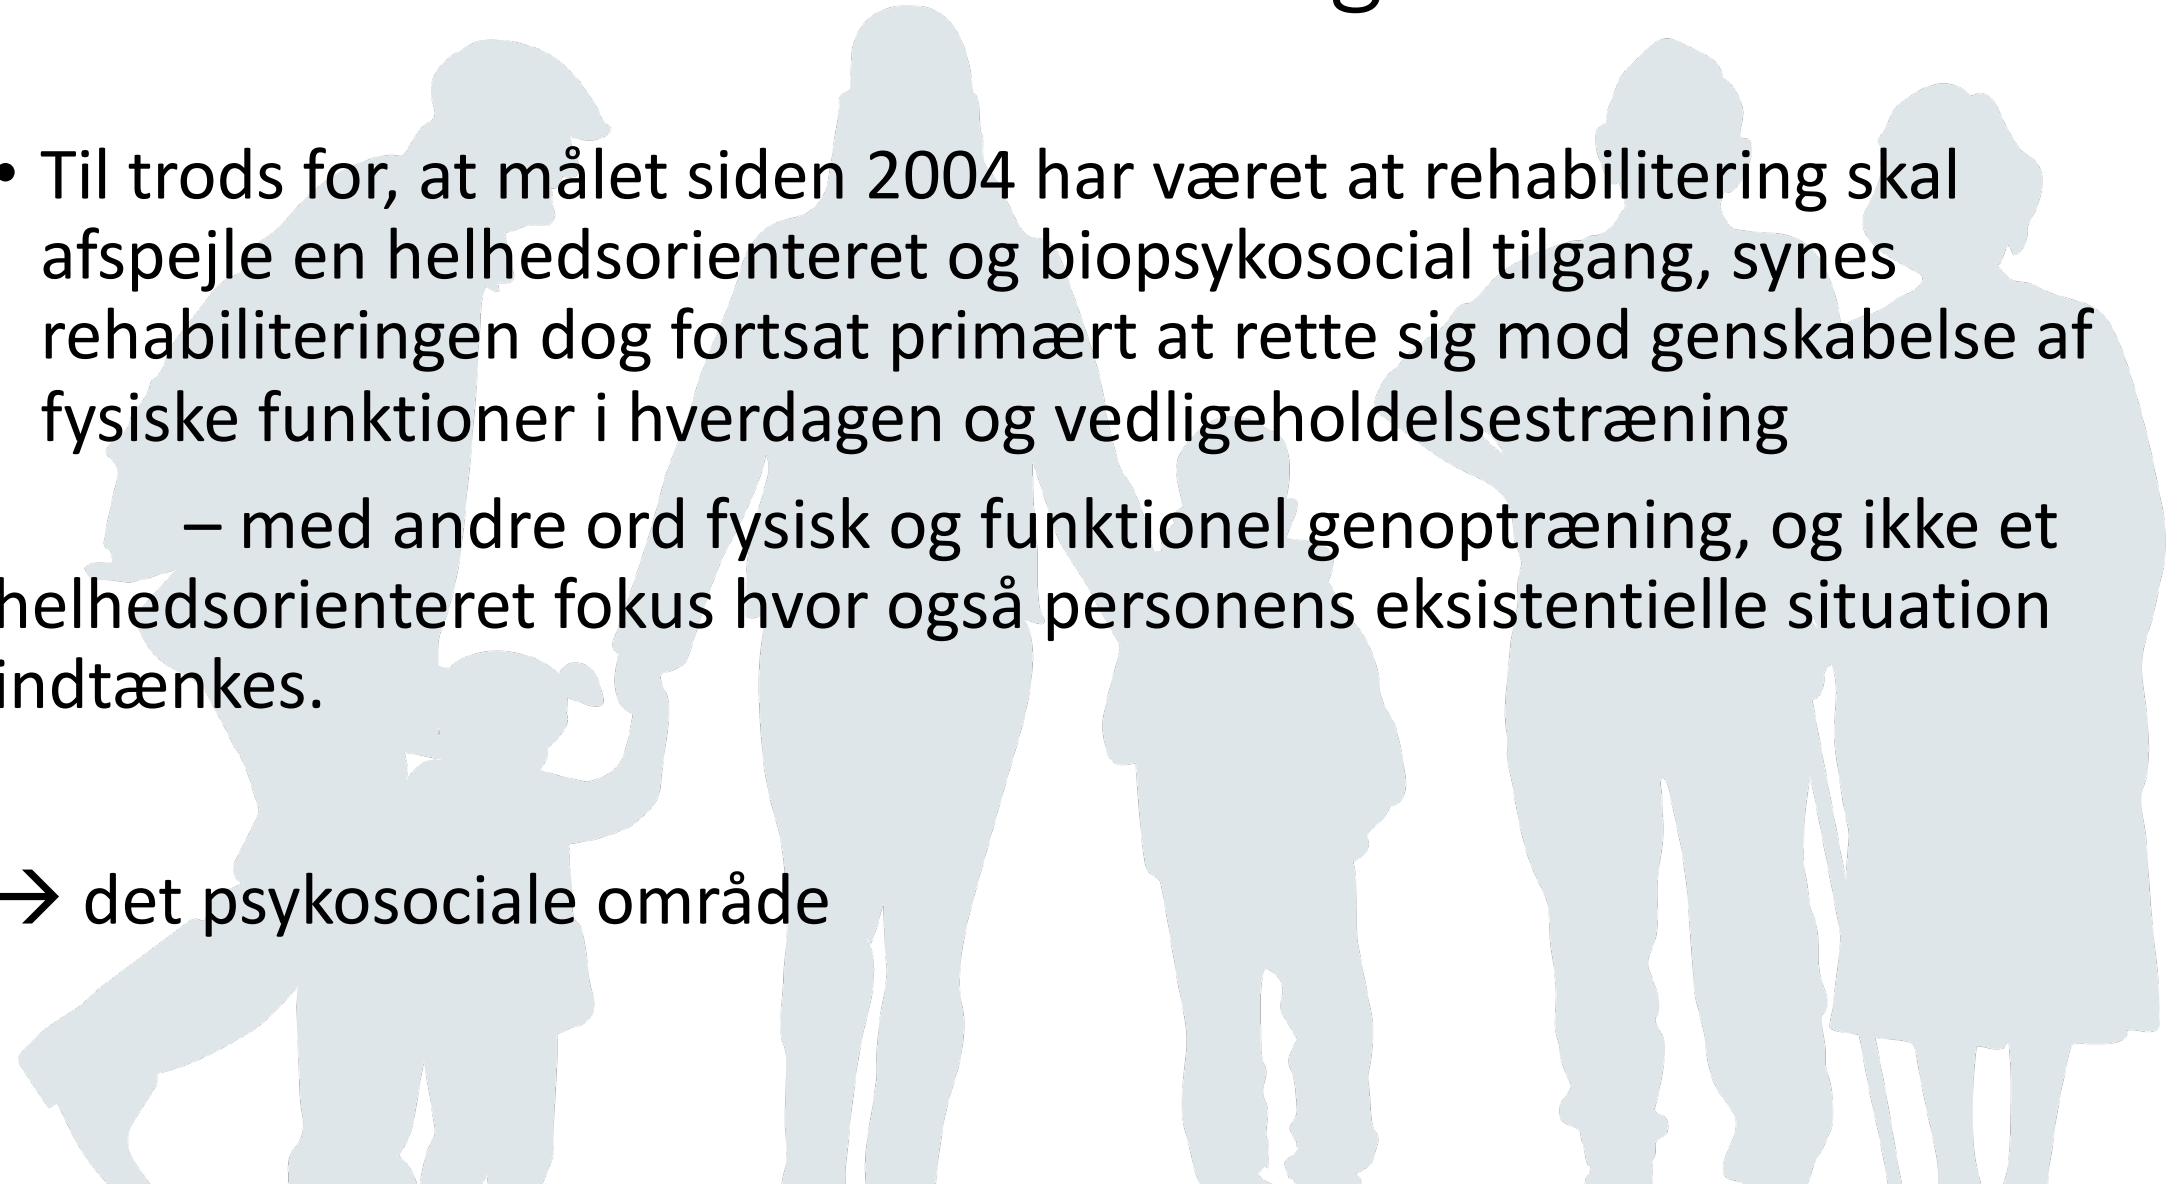 • Til trods for, at målet siden 2004 har været at rehabilitering skal
afspejle en helhedsorienteret og biopsykosocial tilgang, synes
rehabiliteringen dog fortsat primært at rette sig mod genskabelse af
fysiske funktioner i hverdagen og vedligeholdelsestræning
– med andre ord fysisk og funktionel genoptræning, og ikke et
helhedsorienteret fokus hvor også personens eksistentielle situation
indtænkes.
→ det psykosociale område